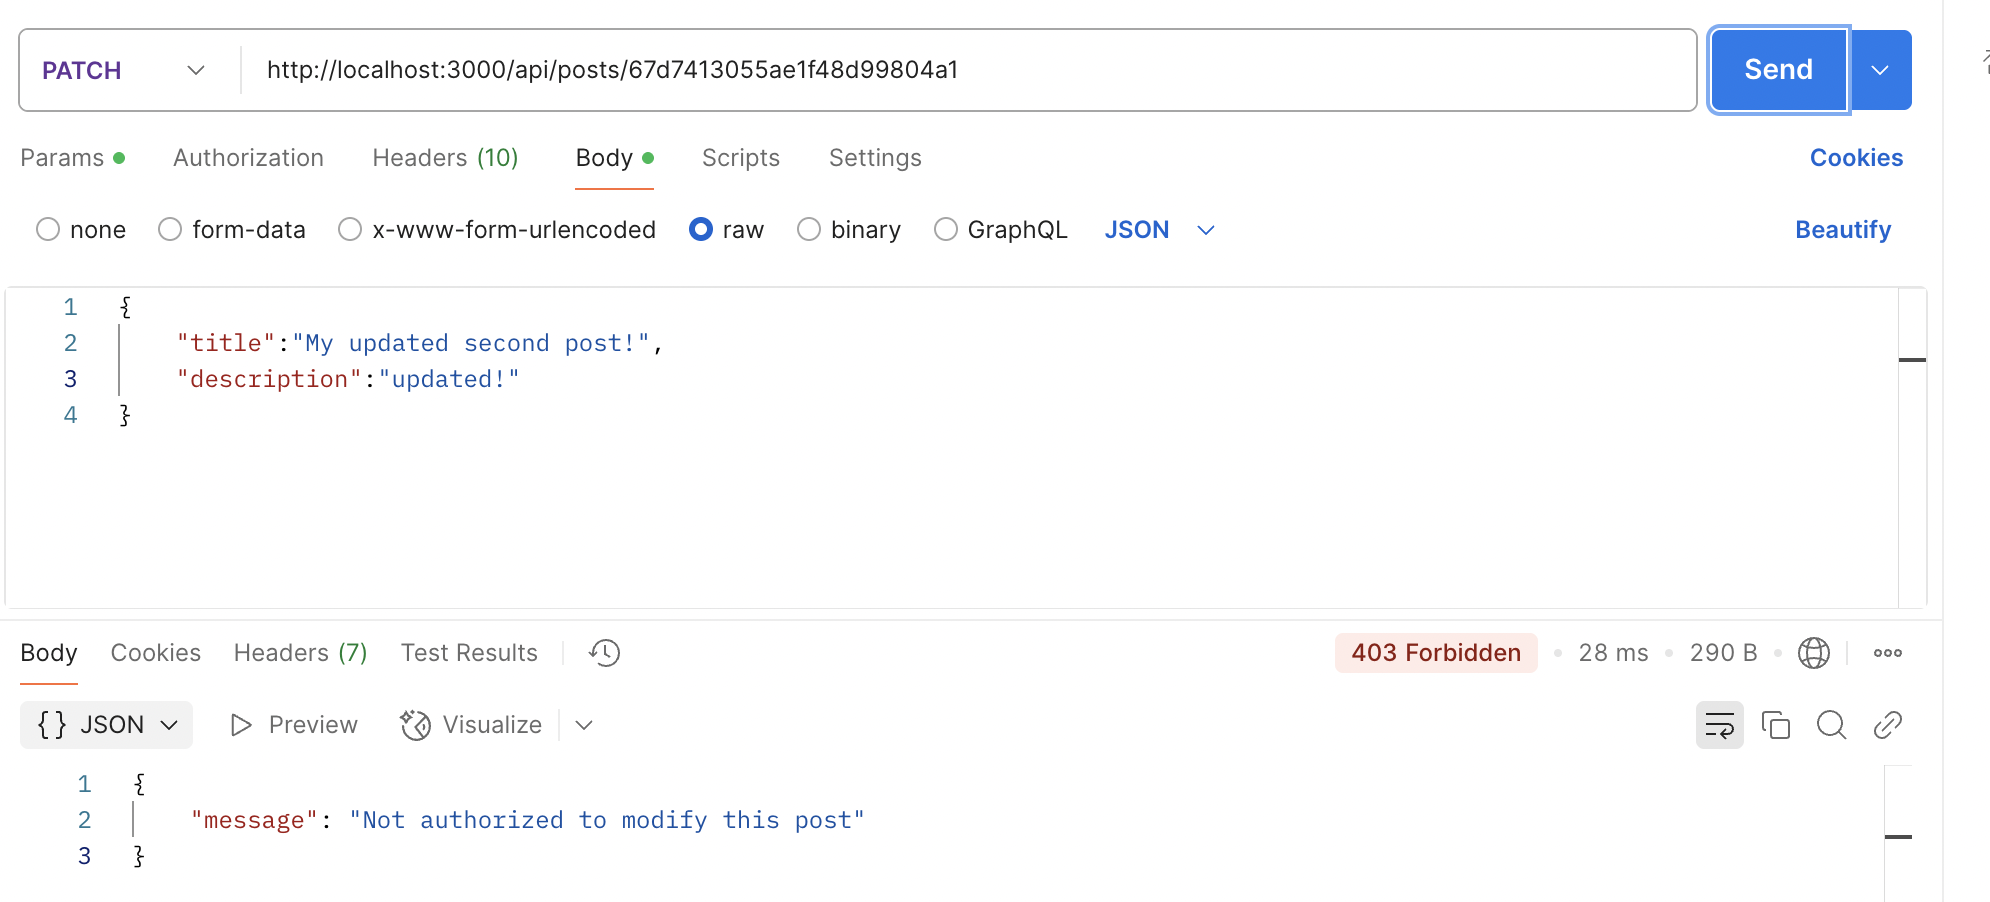 PATCH http://localhost:3000/api/posts/67d7413055ae1f48d99804a1 Send
Params Authorization Headers (10) Body Scripts Settings Cookies
none form-data x-www-form-urlencoded raw binary GraphQL JSON Beautify
1 {
2 "title":"My updated second post!",
3 "description":"updated!"
4 }
Body Cookies Headers (7) Test Results 403 Forbidden • 28 ms • 290 B •
{} JSON Preview Visualize
1 {
2 "message": "Not authorized to modify this post"
3 }